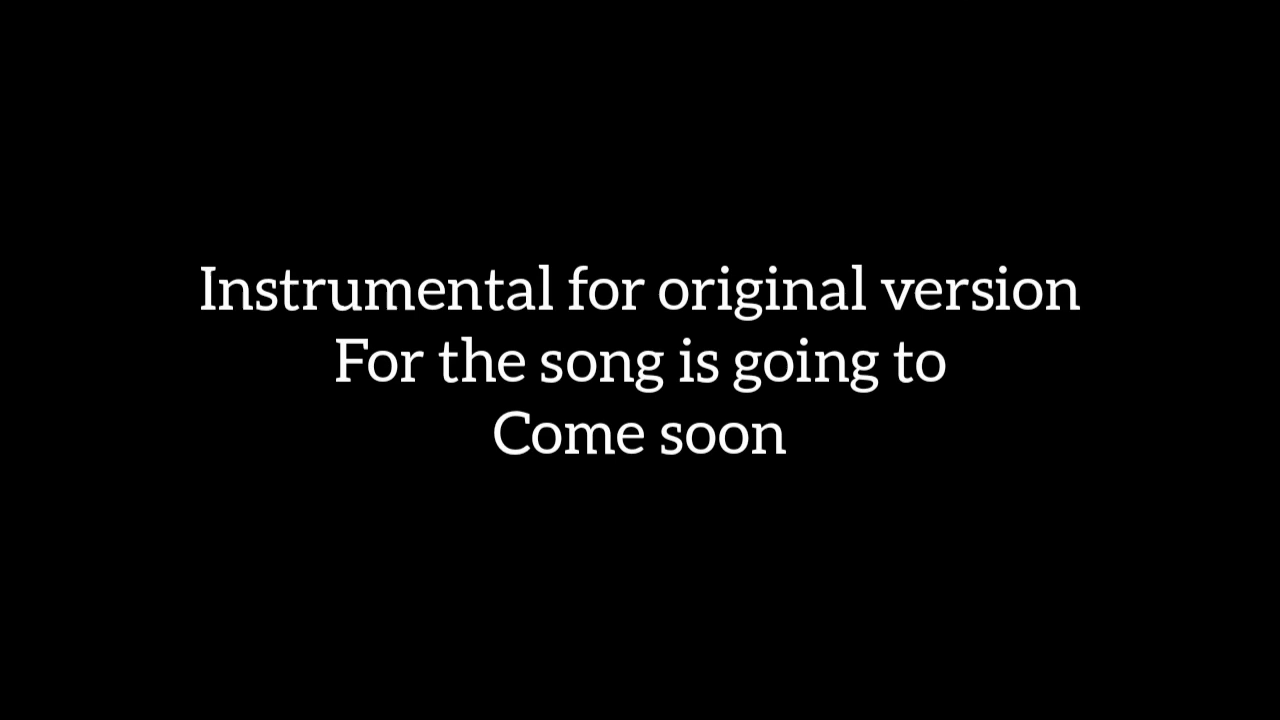 Instrumental for original version
For the song is going to
Come soon